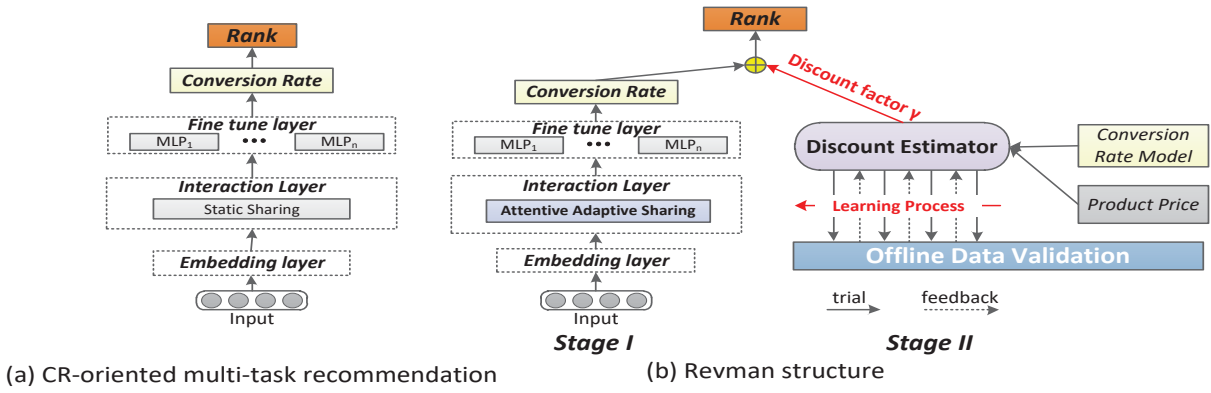 Rank
Conversion Rate
Fine tune layer
MLP1 ••• MLPn
Interaction Layer
Static Sharing
Embedding layer
Input
(a) CR-oriented multi-task recommendation
Rank
Discount factor γ
Conversion Rate
Fine tune layer
MLP1 ••• MLPn
Interaction Layer
Attentive Adaptive Sharing
Embedding layer
Input
Stage I
Discount Estimator
Conversion
Rate Model
Product Price
Learning Process
Offline Data Validation
trial
feedback
Stage II
(b) Revman structure